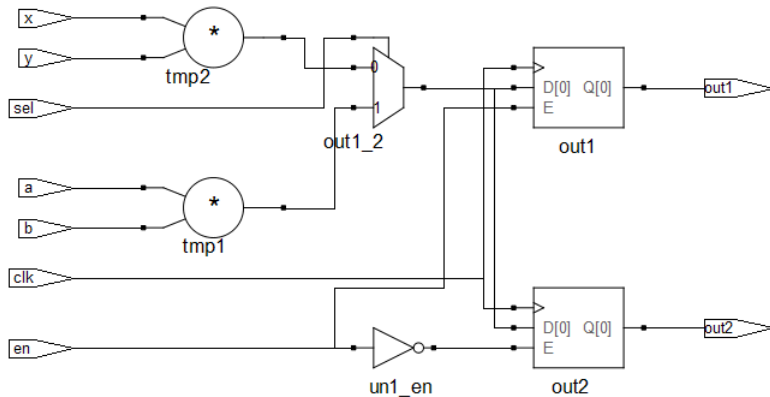 x
*
y
tmp2
sel
0
D[0] Q[0]
out1
1
E
out1_2
out1
a
*
b
tmp1
clk
D[0] Q[0]
out2
en
E
un1_en
out2